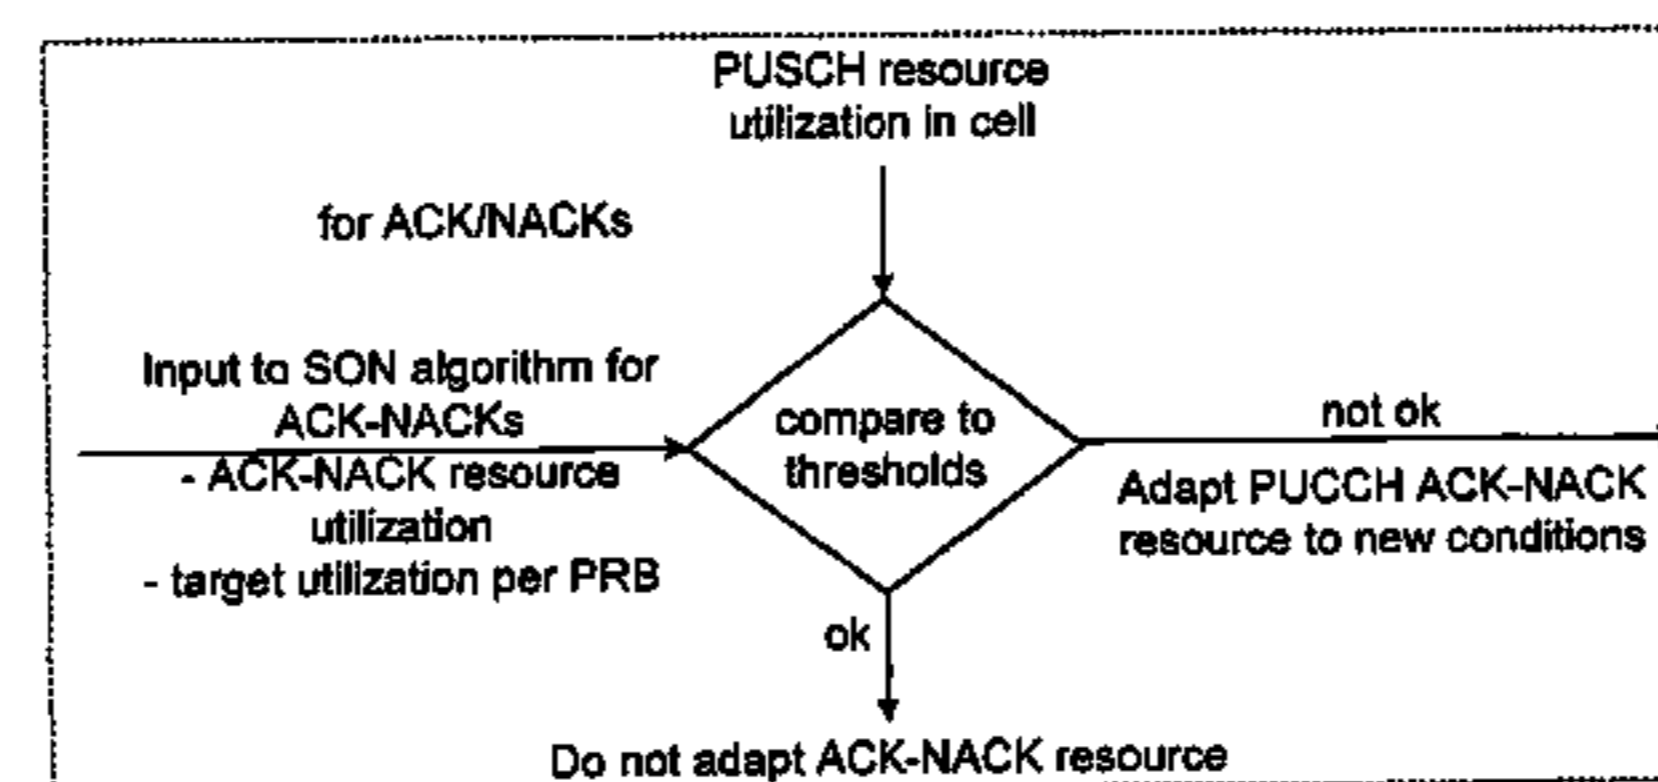 PUSCH resource
utilization in cell
for ACK/NACKs
Input to SON algorithm for
ACK-NACKs
- ACK-NACK resource
utilization
- target utilization per PRB
compare to
thresholds
not ok
Adapt PUCCH ACK-NACK
resource to new conditions
ok
Do not adapt ACK-NACK resource